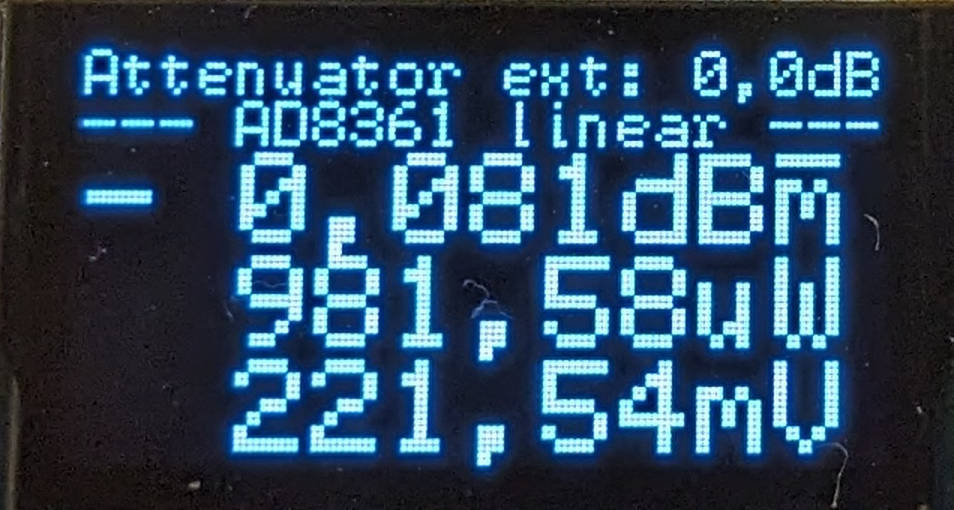 Attenuator ext: 0,0dB
--- AD8361 linear ---
- 0,081dBm
981,58uW
221,54mV